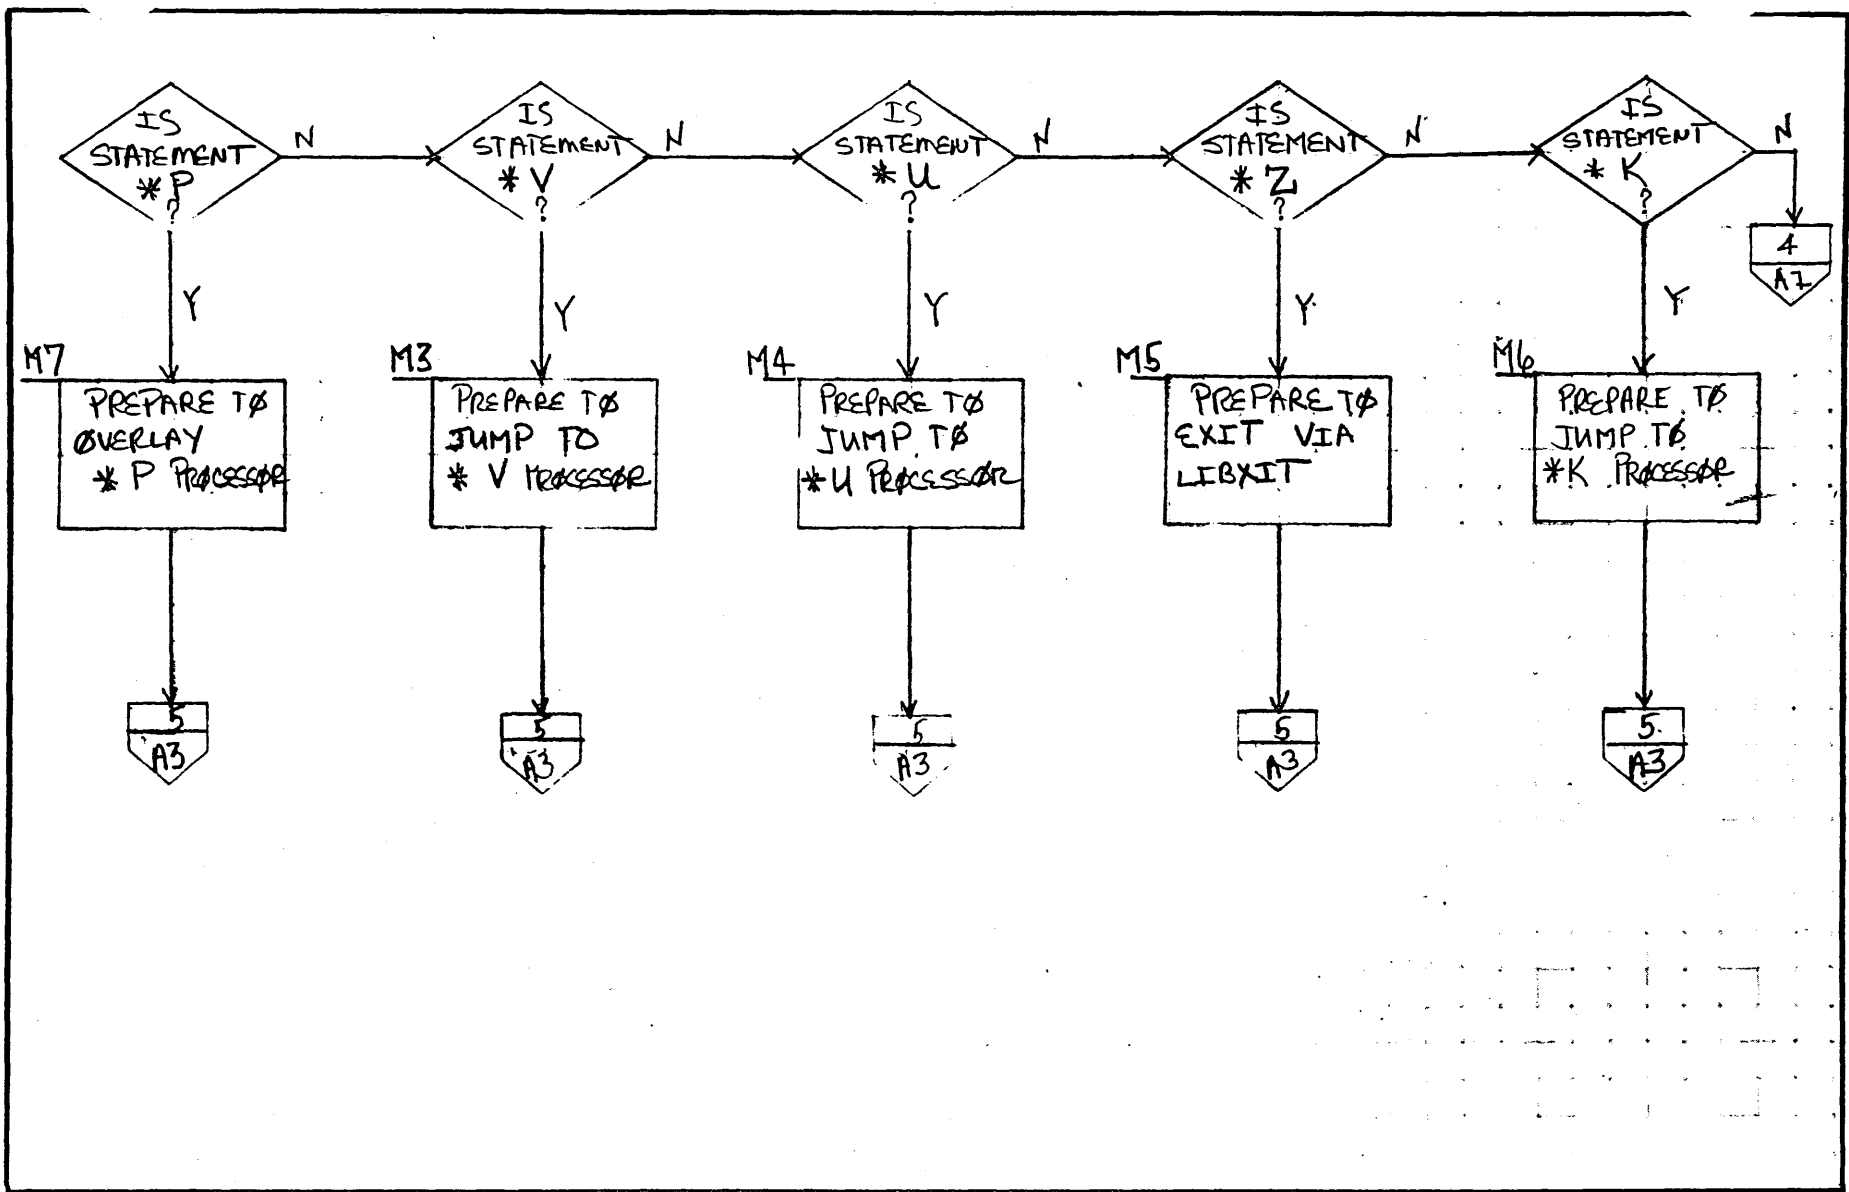 IS
STATEMENT
* P
?
N
IS
STATEMENT
* V
?
N
IS
STATEMENT
* U
?
N
IS
STATEMENT
* Z
?
N
IS
STATEMENT
* K
?
N
4
Y
Y
Y
Y
Y
M7
PREPARE TØ
ØVERLAY
* P PRØCESSØR
M3
PREPARE TØ
JUMP TO
* V PRØCESSØR
M4
PREPARE TØ
JUMP TØ
* U PRØCESSØR
M5
PREPARE TØ
EXIT VIA
LIBXIT
M6
PREPARE TØ
JUMP TØ
*K PRØCESSØR
5
A3
5
A3
5
A3
5
A3
5
A3